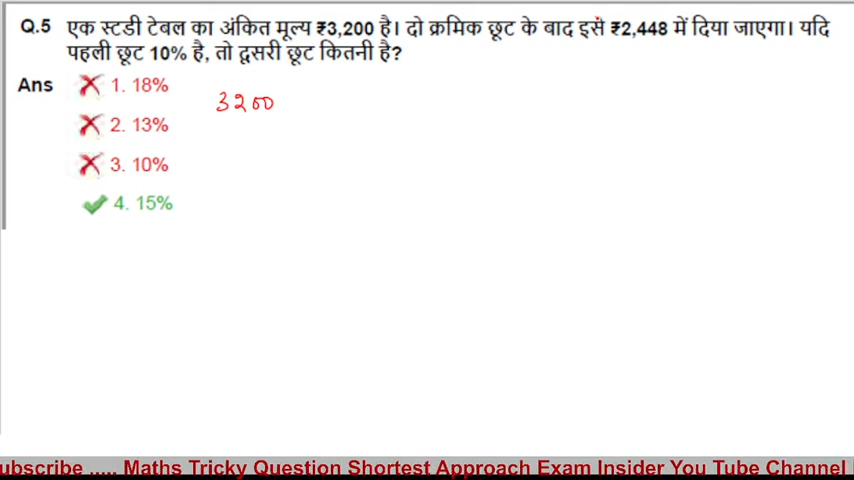 Q.5 एक स्टडी टेबल का अंकित मूल्य ₹3,200 है। दो क्रमिक छूट के बाद इसे ₹2,448 में दिया जाएगा। यदि
पहली छूट 10% है, तो दूसरी छूट कितनी है?
Ans 1. 18%
3200
2. 13%
3. 10%
4. 15%
ubscribe ..... Maths Tricky Question Shortest Approach Exam Insider You Tube Channel